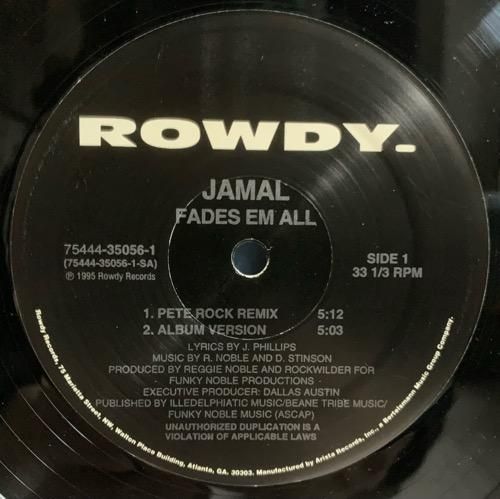 ROWDY.
JAMAL
FADES EM ALL
75444-35056-1
(75444-35056-1-SA)
℗ 1995 Rowdy Records
SIDE 1
33 1/3 RPM
1. PETE ROCK REMIX 5:12
2. ALBUM VERSION 5:03
LYRICS BY J. PHILLIPS
MUSIC BY R. NOBLE AND D. STINSON
PRODUCED BY REGGIE NOBLE AND ROCKWILDER FOR
- FUNKY NOBLE PRODUCTIONS -
EXECUTIVE PRODUCER: DALLAS AUSTIN
PUBLISHED BY ILLEDELPHIATIC MUSIC/BEANE TRIBE MUSIC/
FUNKY NOBLE MUSIC (ASCAP)
UNAUTHORIZED DUPLICATION IS A
VIOLATION OF APPLICABLE LAWS
Rowdy Records, 75 Marietta Street, NW, Walton Place Building, Atlanta, GA. 30303. Manufactured by Arista Records, Inc., a Bertelsmann Music Group Company.